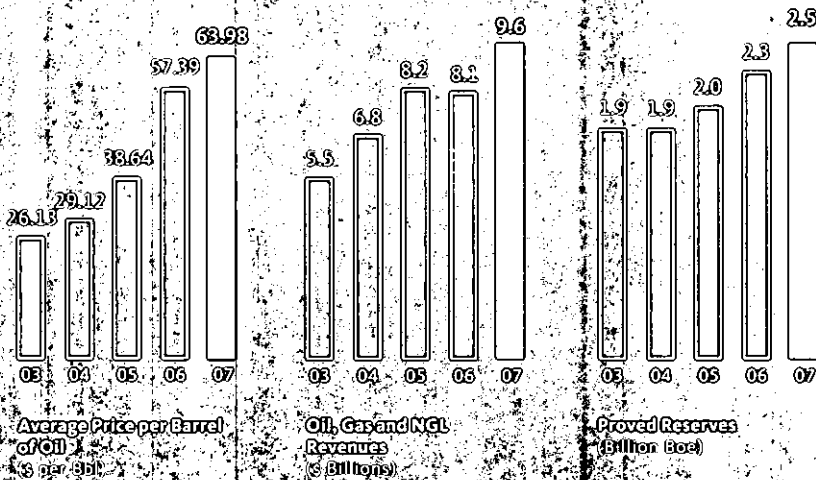 63.98
57.39
38.64
29.12
26.13
03 04 05 06 07
Average Price per Barrel
of Oil
($ per Bbl)
9.6
8.2
8.1
6.8
5.5
03 04 05 06 07
Oil, Gas and NGL
Revenues
($ Billions)
2.5
2.3
2.0
1.9 1.9
03 04 05 06 07
Proved Reserves
(Billion Boe)